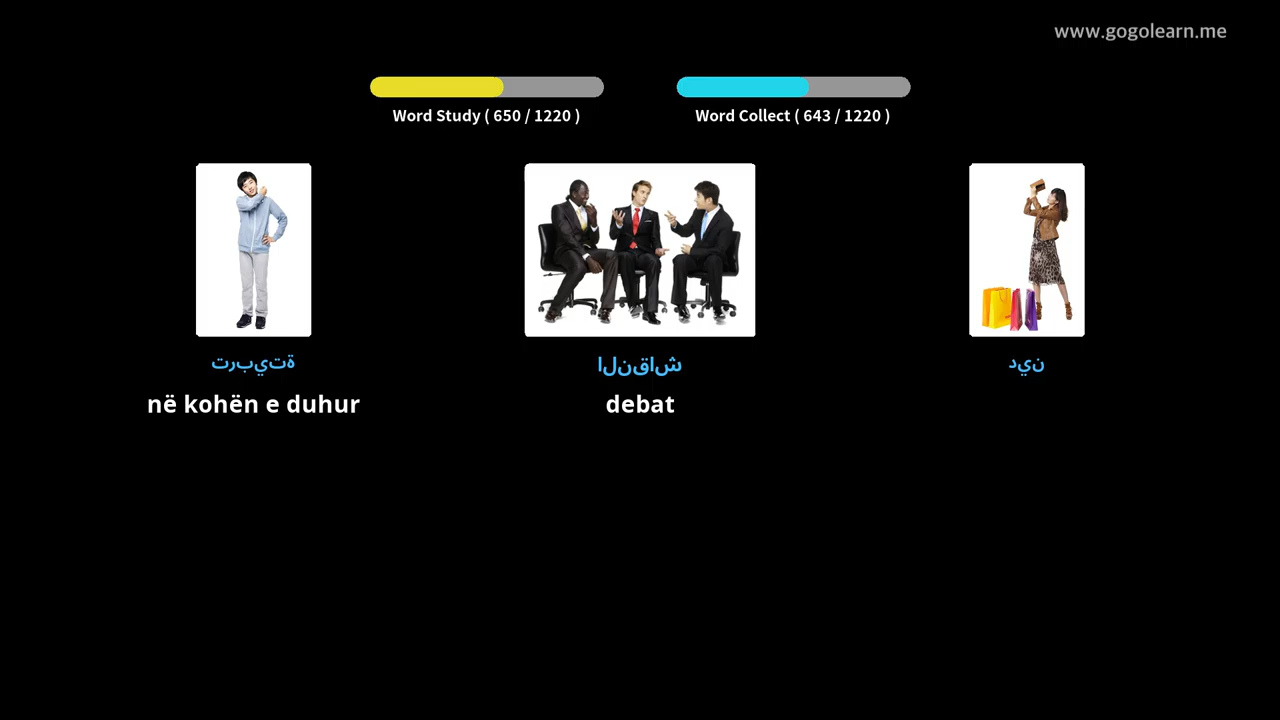 www.gogolearn.me
Word Study ( 650 / 1220 )
Word Collect ( 643 / 1220 )
تربيتة
النقاش
دين
në kohën e duhur
debat